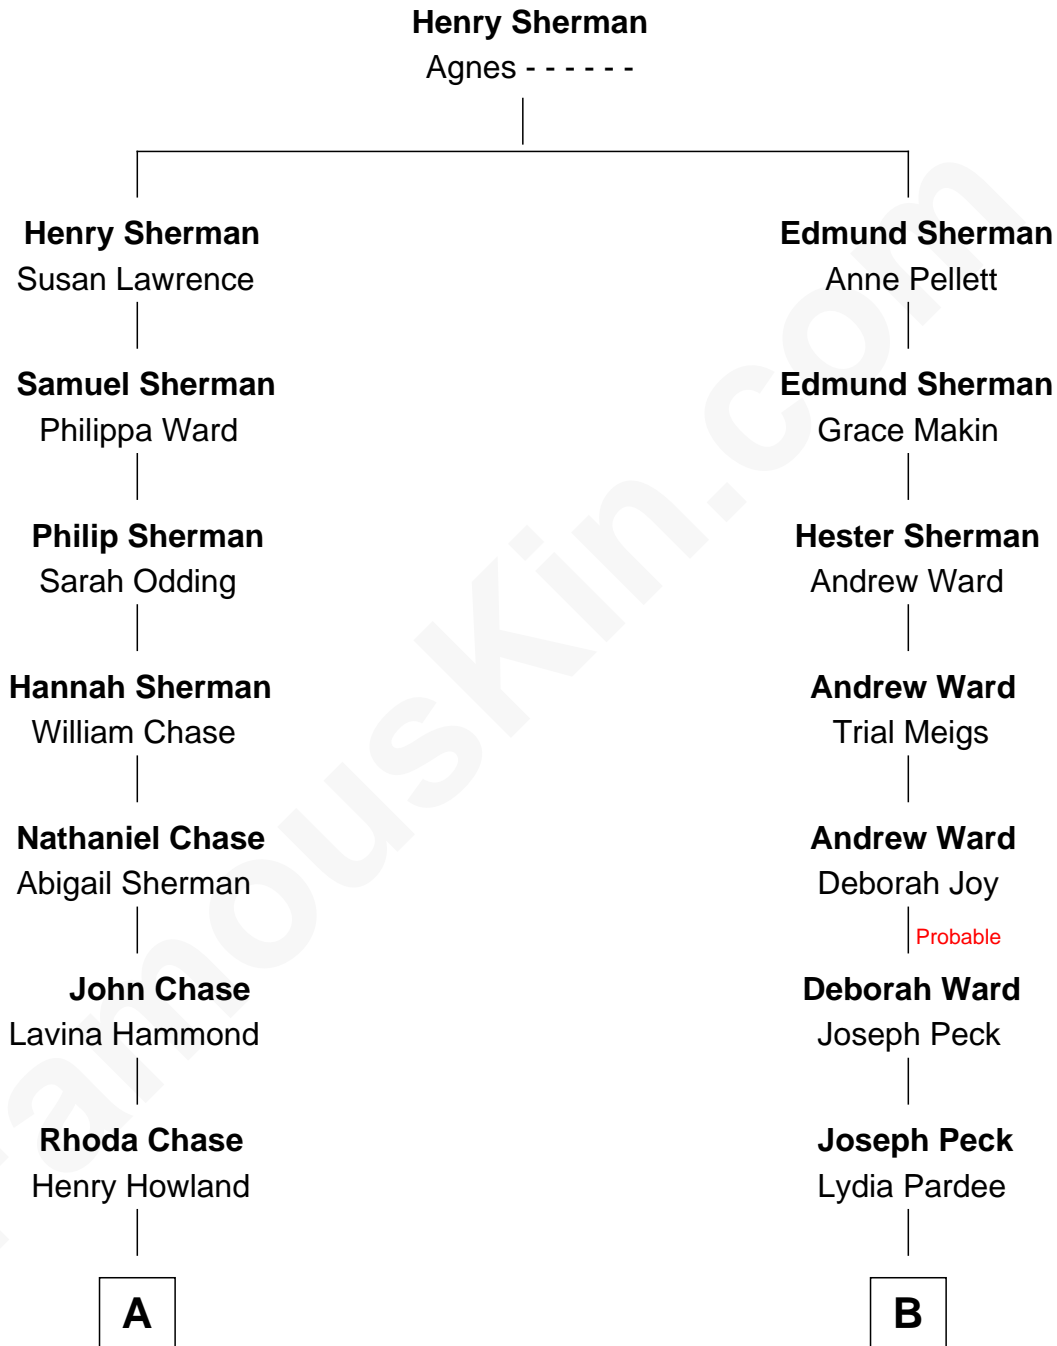 Henry Sherman
Agnes - - - - - -
Henry Sherman
Susan Lawrence
Edmund Sherman
Anne Pellett
Samuel Sherman
Philippa Ward
Edmund Sherman
Grace Makin
Philip Sherman
Sarah Odding
Hester Sherman
Andrew Ward
Hannah Sherman
William Chase
Andrew Ward
Trial Meigs
Nathaniel Chase
Abigail Sherman
Andrew Ward
Deborah Joy
Probable
John Chase
Lavina Hammond
Deborah Ward
Joseph Peck
Rhoda Chase
Henry Howland
Joseph Peck
Lydia Pardee
A
B
FamousKin.com